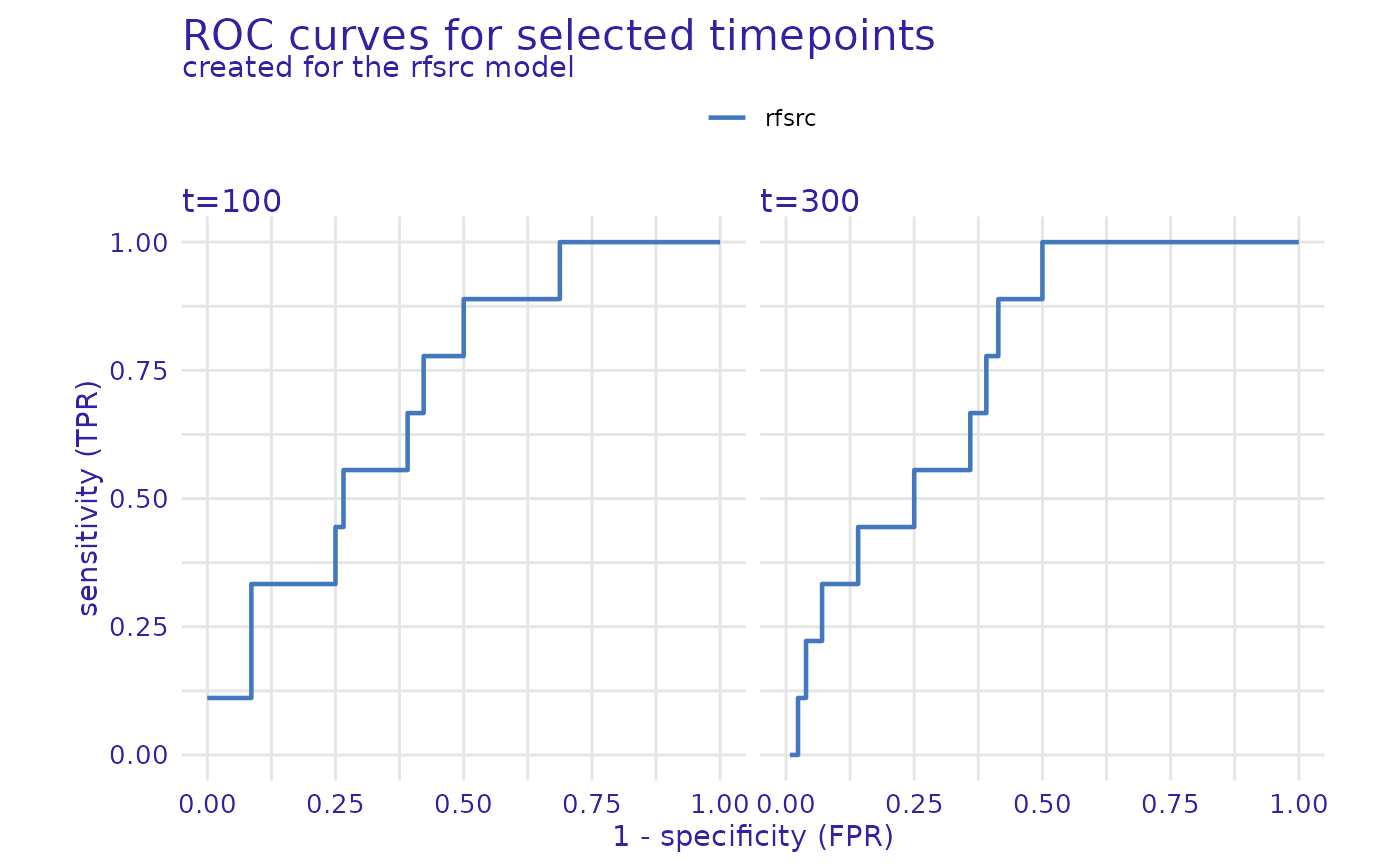 ROC curves for selected timepoints
created for the rfsrc model
rfsrc
t=100 t=300
1.00
0.75
0.50
0.25
0.00
sensitivity (TPR)
0.00 0.25 0.50 0.75 1.00 0.00 0.25 0.50 0.75 1.00
1 - specificity (FPR)